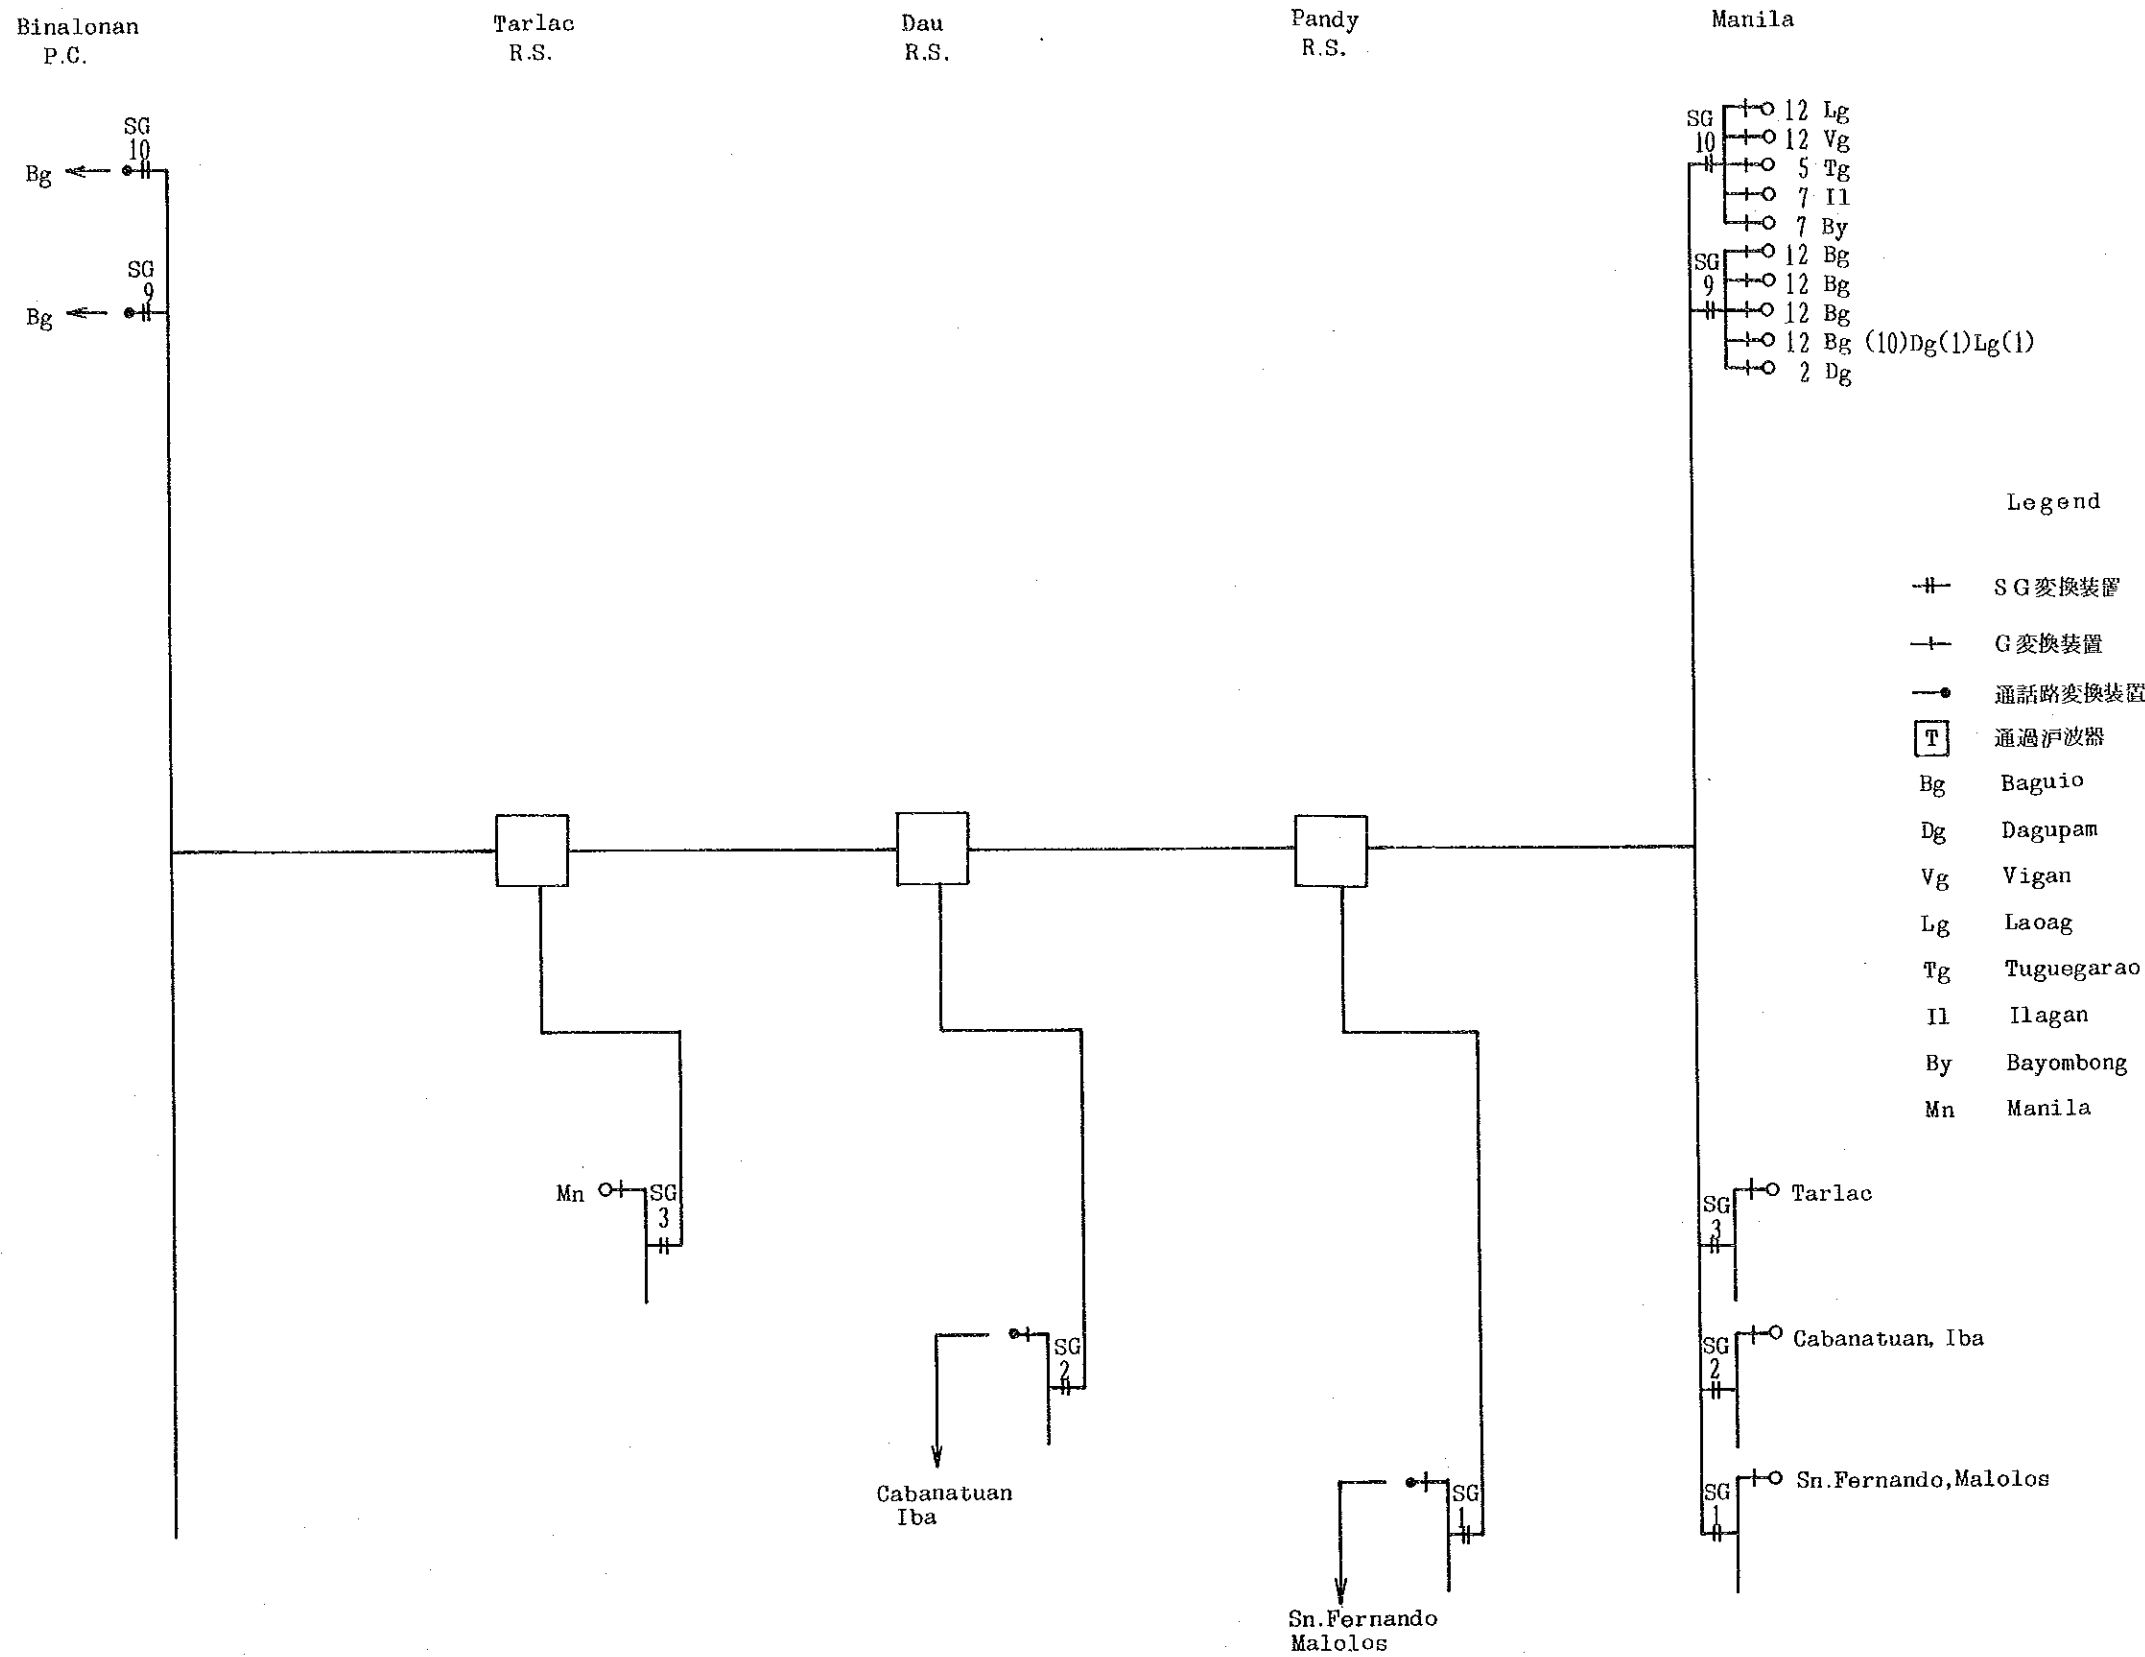 Binalonan
P.C.
Tarlac
R.S.
Dau
R.S.
Pandy
R.S.
Manila
SG
10
Bg
SG
9
Bg
SG
10
12 Lg
12 Vg
5 Tg
7 Il
7 By
SG
9
12 Bg
12 Bg
12 Bg
12 Bg (10)Dg(1)Lg(1)
2 Dg
Legend
SG変換装置
G変換装置
通話路変換装置
T 通過沪波器
Bg Baguio
Dg Dagupam
Vg Vigan
Lg Laoag
Tg Tuguegarao
Il Ilagan
By Bayombong
Mn Manila
Mn
SG
3
SG
3
Tarlac
SG
2
Cabanatuan
Iba
SG
2
Cabanatuan, Iba
SG
1
Sn.Fernando
Malolos
SG
1
Sn.Fernando,Malolos